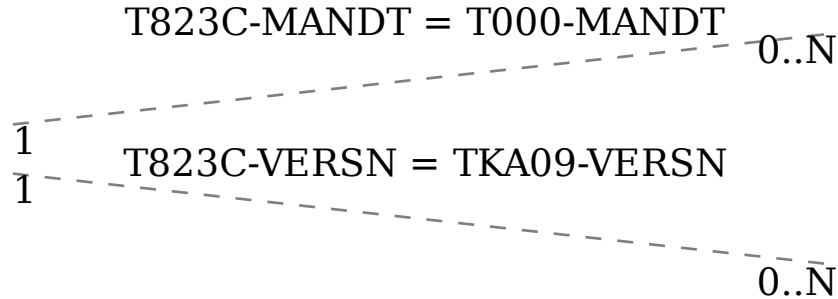 T823C-MANDT = T000-MANDT
0..N
1
T823C-VERSN = TKA09-VERSN
1
0..N